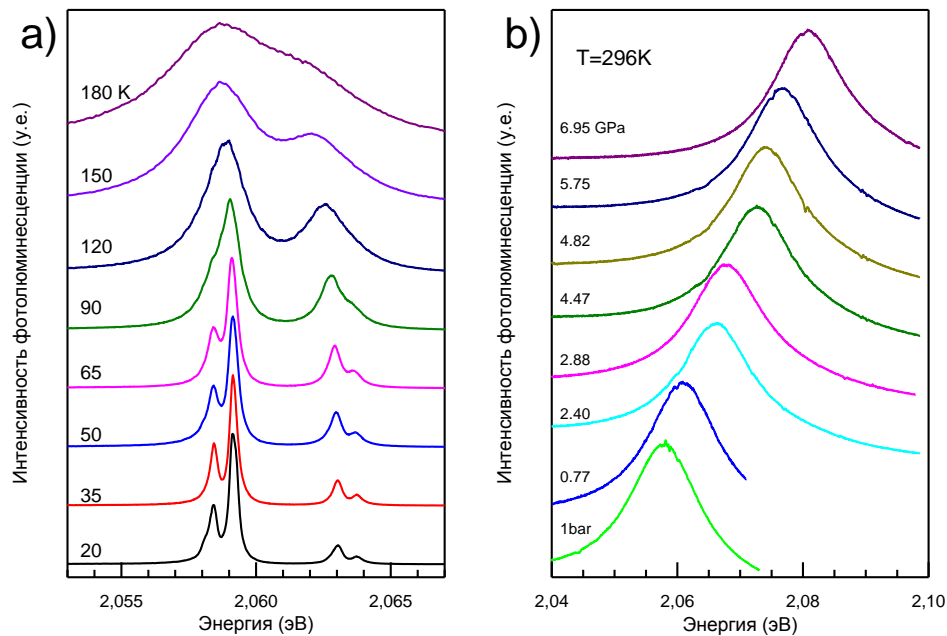 a)
Интенсивность фотолюминесценции (у.е.)
180 K
150
120
90
65
50
35
20
2,055
2,060
2,065
Энергия (эВ)
b)
T=296K
Интенсивность фотолюминесценции (у.е.)
6.95 GPa
5.75
4.82
4.47
2.88
2.40
0.77
1bar
2,04
2,06
2,08
2,10
Энергия (эВ)